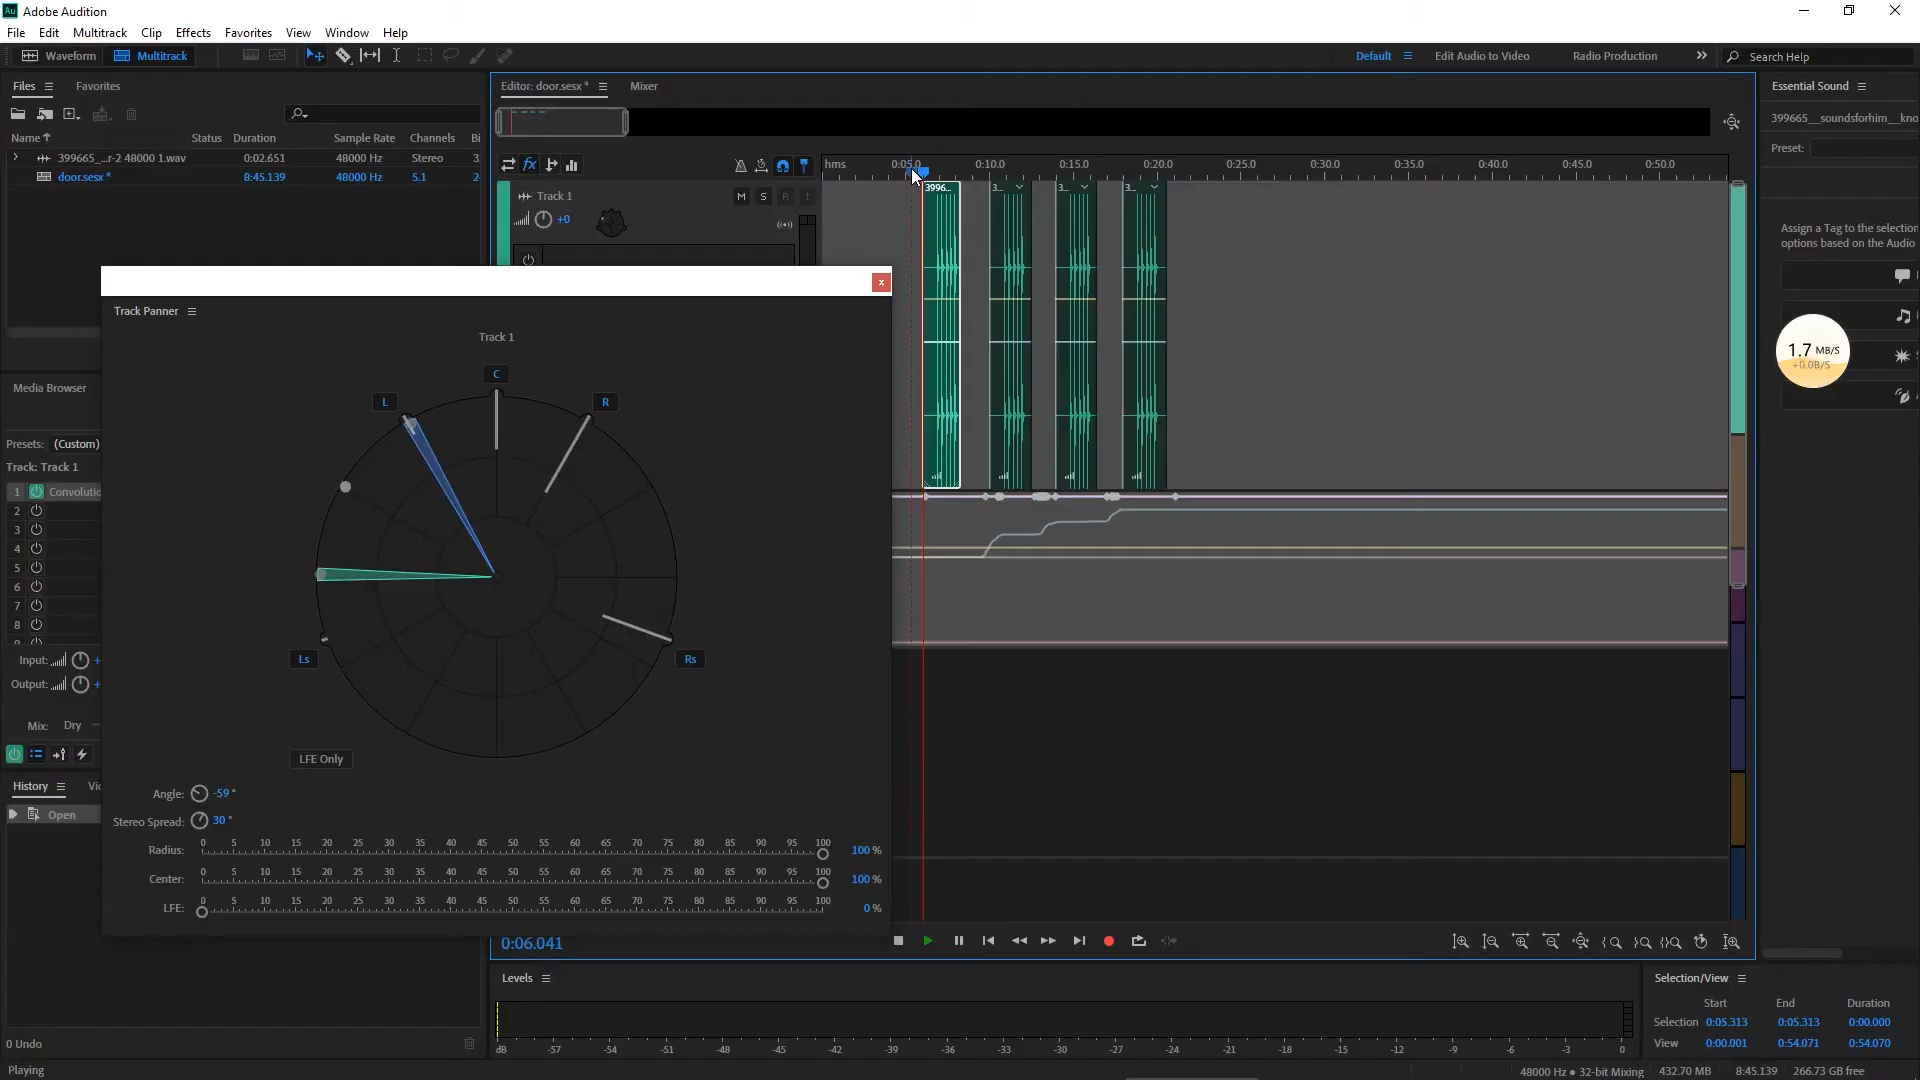 Au Adobe Audition
File Edit Multitrack Clip Effects Favorites View Window Help
Waveform Multitrack Default Edit Audio to Video Radio Production Search Help
Files Favorites
Name Status Duration Sample Rate Channels Bi
399665_...r-2 48000 1.wav 0:02.651 48000 Hz Stereo 3
door.sesx * 8:45.139 48000 Hz 5.1 2
Media Browser
Presets: (Custom)
Track: Track 1
1 Convolutio
2
3
4
5
6
7
8
Input:
Output:
Mix: Dry
History
Open
0 Undo
Playing
Editor: door.sesx * Mixer
hms 0:05.0 0:10.0 0:15.0 0:20.0 0:25.0 0:30.0 0:35.0 0:40.0 0:45.0 0:50.0
Track 1 M S R I
+0
3996... 3... 3... 3...
Track Panner
x
Track 1
C
L R
Ls Rs
LFE Only
Angle: -59 °
Stereo Spread: 30 °
0 5 10 15 20 25 30 35 40 45 50 55 60 65 70 75 80 85 90 95 100
Radius: 100 %
0 5 10 15 20 25 30 35 40 45 50 55 60 65 70 75 80 85 90 95 100
Center: 100 %
0 5 10 15 20 25 30 35 40 45 50 55 60 65 70 75 80 85 90 95 100
LFE: 0 %
0:06.041
Levels
dB -57 -54 -51 -48 -45 -42 -39 -36 -33 -30 -27 -24 -21 -18 -15 -12 -9 -6 -3 0
Essential Sound
399665__soundsforhim__kno
Preset:
Assign a Tag to the selection
options based on the Audio
1.7 MB/S
+0.0B/S
Selection/View
Start End Duration
Selection 0:05.313 0:05.313 0:00.000
View 0:00.001 0:54.071 0:54.070
48000 Hz ● 32-bit Mixing 432.70 MB 8:45.139 266.73 GB free